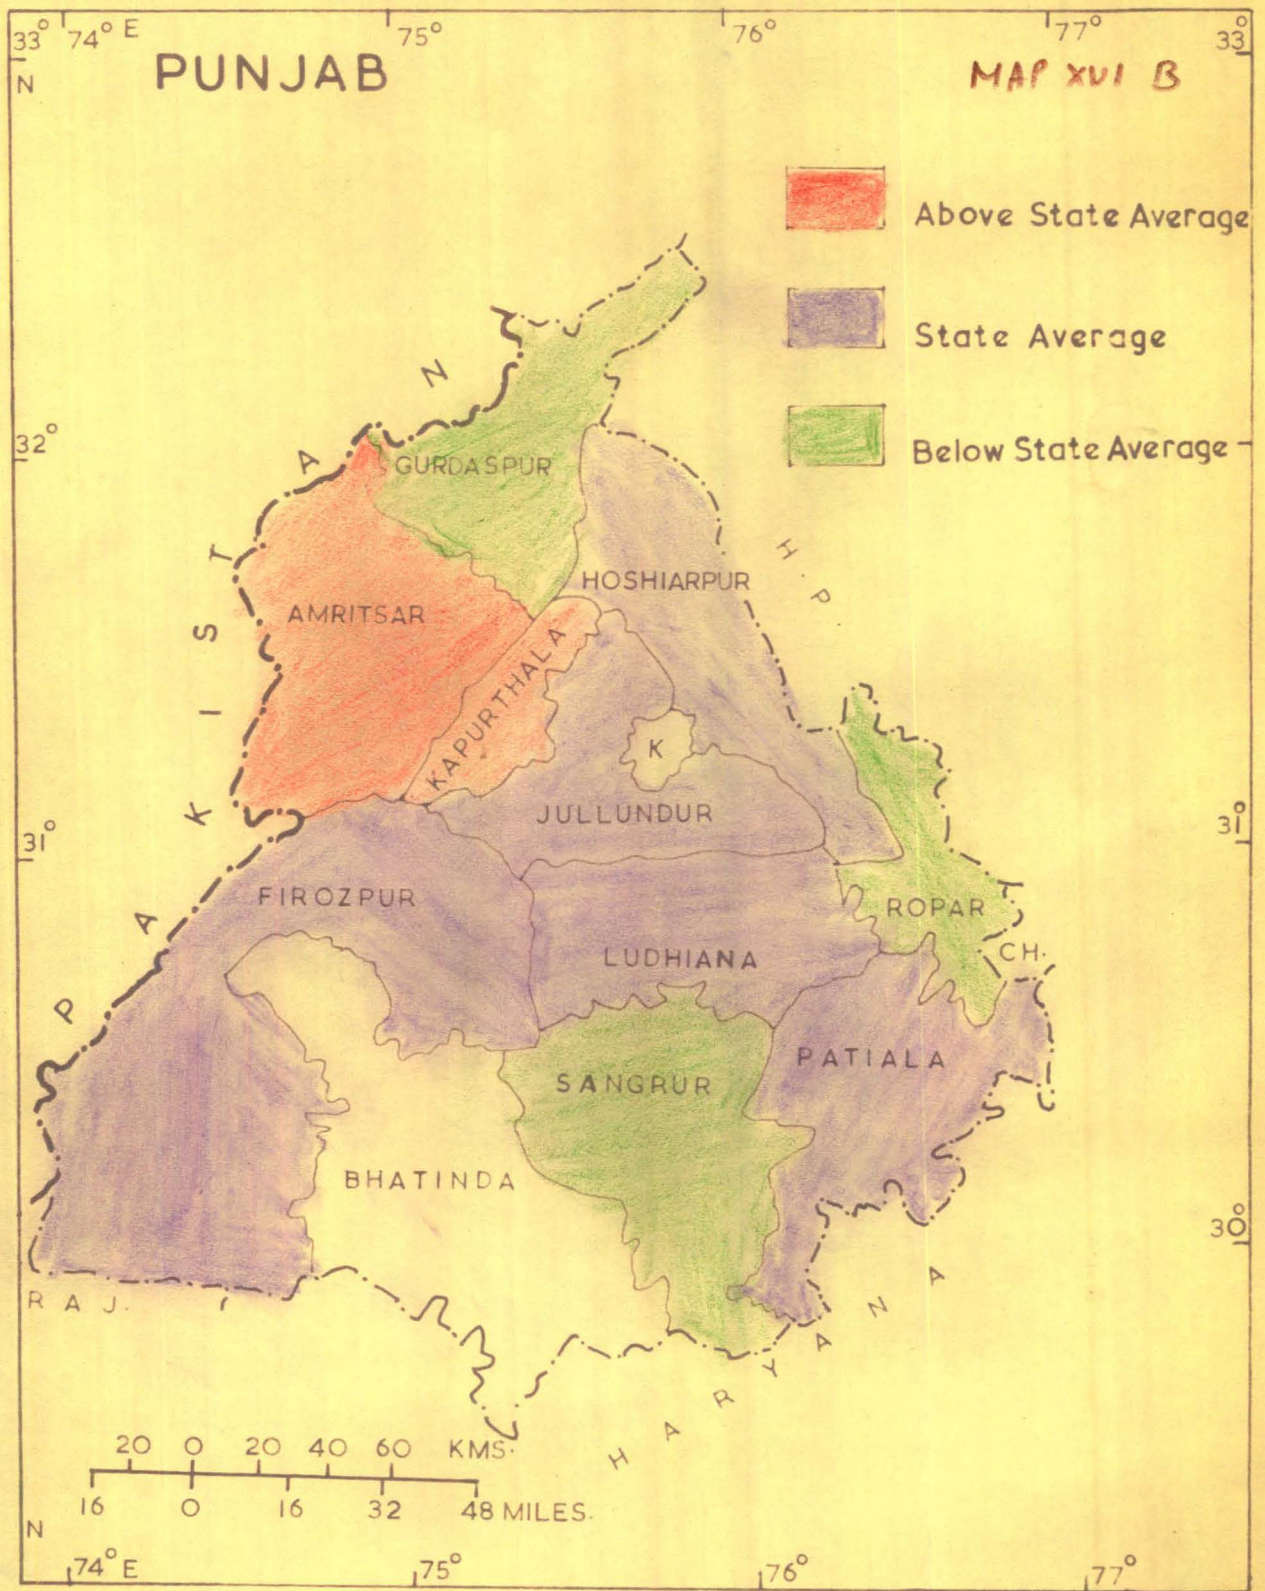 33° 74° E 75° 76° 77° 33°
N
PUNJAB
MAP XVI B
Above State Average
State Average
Below State Average
32°
PAKISTAN
GURDASPUR
H.P
HOSHIARPUR
AMRITSAR
KAPURTHALA
K
JULLUNDUR
31° 31°
FIROZPUR
ROPAR
LUDHIANA
CH.
PATIALA
SANGRUR
BHATINDA
30°
RAJ.
HARYANA
20 0 20 40 60 KMS.
16 0 16 32 48 MILES.
N
74° E 75° 76° 77°